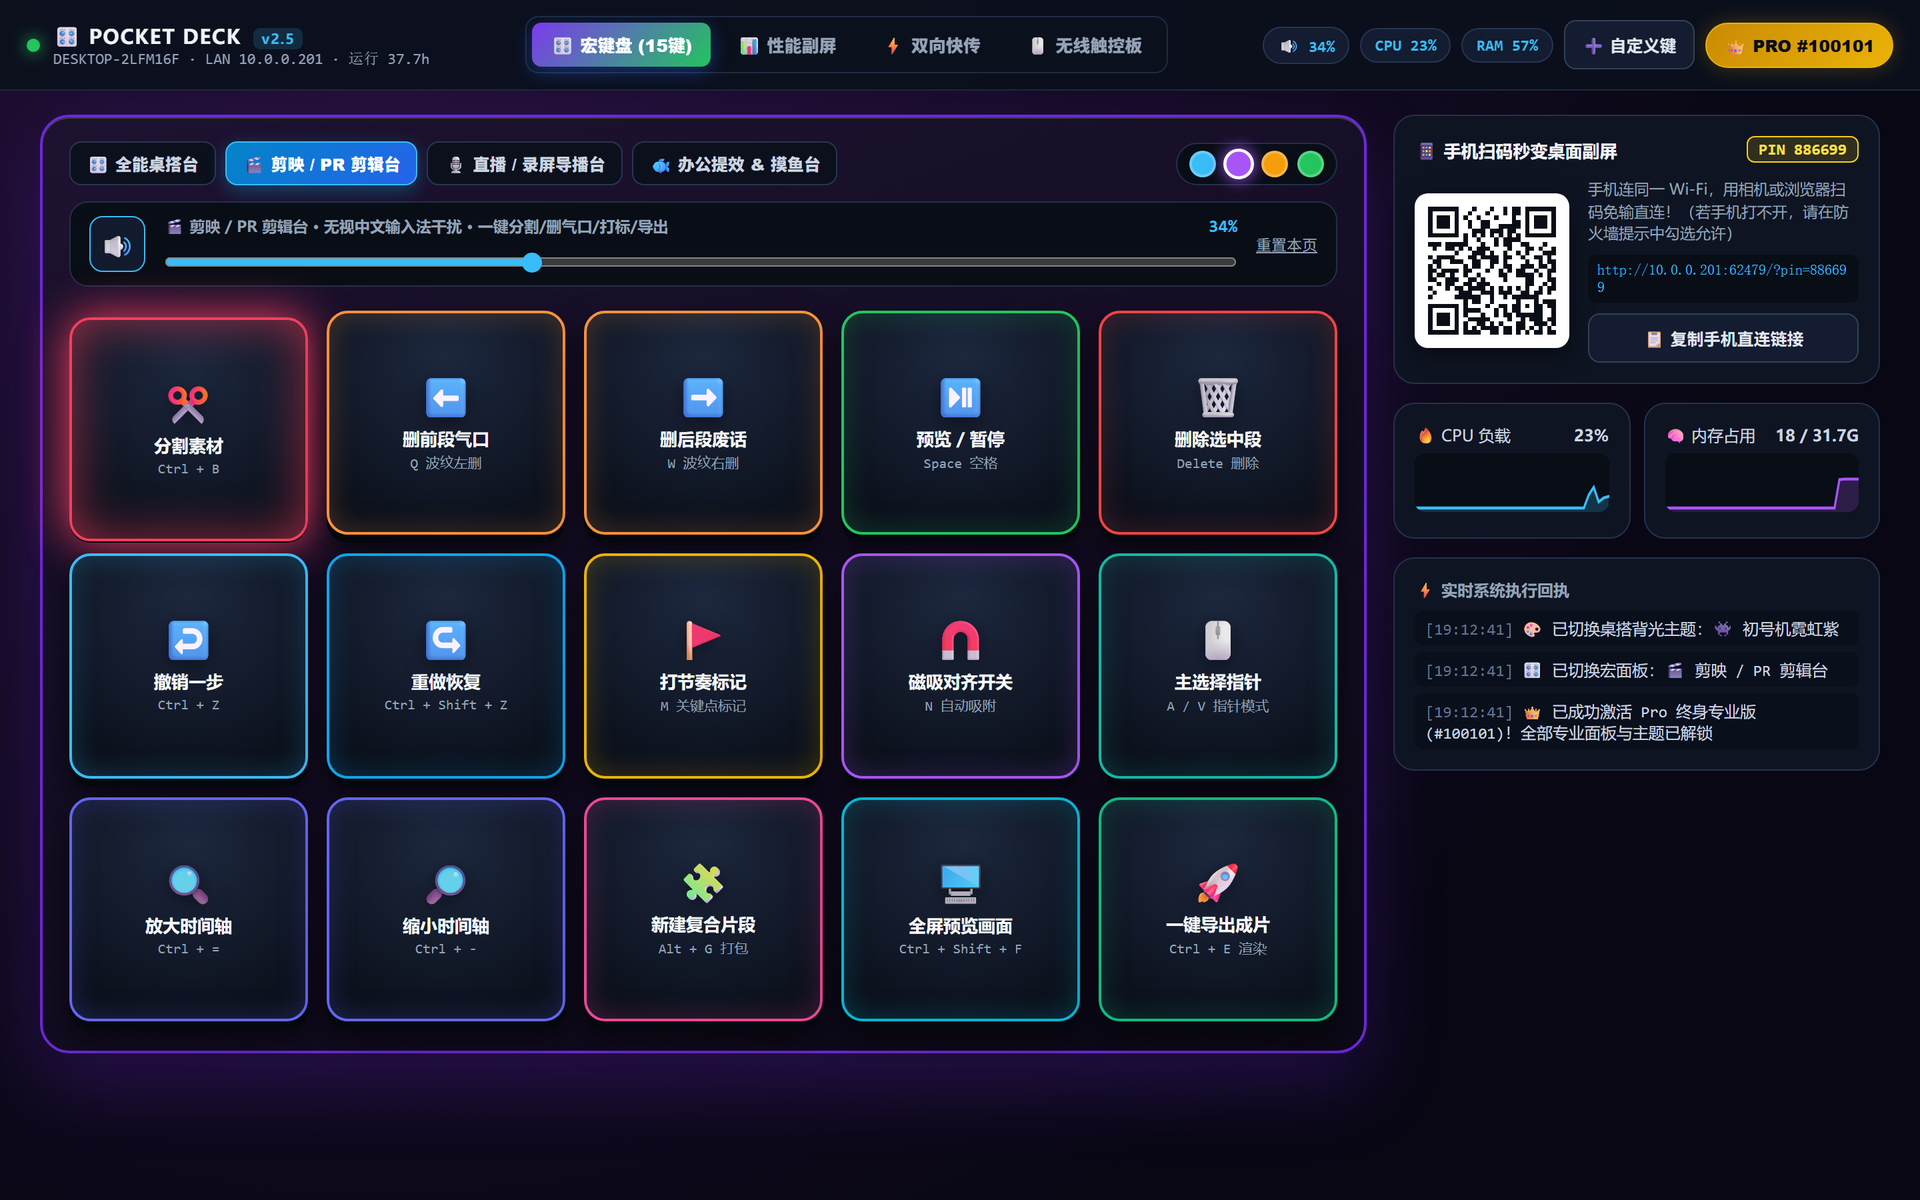 POCKET DECK v2.5
DESKTOP-2LFM16F · LAN 10.0.0.201 · 运行 37.7h
宏键盘 (15键)
性能副屏
双向快传
无线触控板
34%
CPU 23%
RAM 57%
自定义键
PRO #100101
全能桌搭台
剪映 / PR 剪辑台
直播 / 录屏导播台
办公提效 & 摸鱼台
剪映 / PR 剪辑台 • 无视中文输入法干扰 • 一键分割/删气口/打标/导出
34%
重置本页
分割素材
Ctrl + B
删前段气口
Q 波纹左删
删后段废话
W 波纹右删
预览 / 暂停
Space 空格
删除选中段
Delete 删除
撤销一步
Ctrl + Z
重做恢复
Ctrl + Shift + Z
打节奏标记
M 关键点标记
磁吸对齐开关
N 自动吸附
主选择指针
A / V 指针模式
放大时间轴
Ctrl + =
缩小时间轴
Ctrl + -
新建复合片段
Alt + G 打包
全屏预览画面
Ctrl + Shift + F
一键导出成片
Ctrl + E 渲染
手机扫码秒变桌面副屏
PIN 886699
手机连同一 Wi-Fi，用相机或浏览器扫
码免输直连！（若手机打不开，请在防
火墙提示中勾选允许）
http://10.0.0.201:62479/?pin=88669
9
复制手机直连链接
CPU 负载
23%
内存占用
18 / 31.7G
实时系统执行回执
[19:12:41] 已切换桌搭背光主题： 初号机霓虹紫
[19:12:41] 已切换宏面板： 剪映 / PR 剪辑台
[19:12:41] 已成功激活 Pro 终身专业版
(#100101)！全部专业面板与主题已解锁